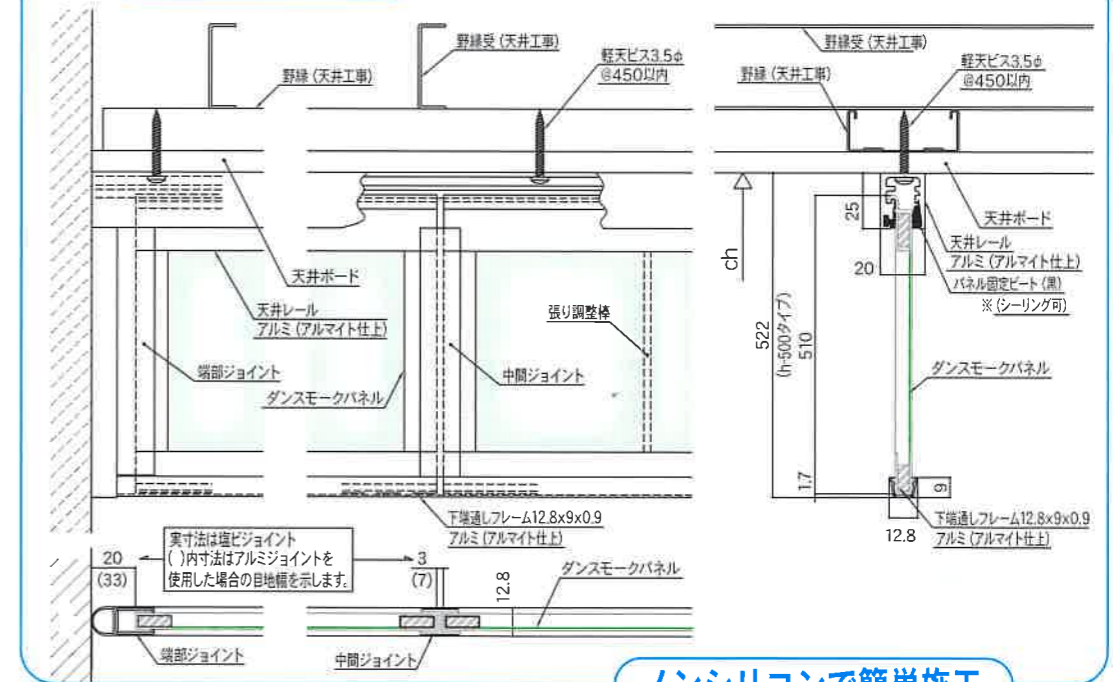 野縁受（天井工事）
野縁（天井工事）
軽天ビス3.5φ
@450以内
天井ボード
天井レール
アルミ（アルマイト仕上）
端部ジョイント
ダンスモークパネル
中間ジョイント
張り調整棒
下端通しフレーム12.8x9x0.9
アルミ（アルマイト仕上）
野縁受（天井工事）
野縁（天井工事）
軽天ビス3.5φ
@450以内
天井ボード
天井レール
アルミ（アルマイト仕上）
パネル固定ビート（黒）
※（シーリング可）
ダンスモークパネル
下端通しフレーム12.8x9x0.9
アルミ（アルマイト仕上）
ch
25
20
522
(h-500タイプ)
510
1.7
9
12.8
実寸法は塩ビジョイント
（ ）内寸法はアルミジョイントを
使用した場合の目地幅を示します。
20
(33)
3
(7)
12.8
ダンスモークパネル
端部ジョイント
中間ジョイント
ノンシリコンで簡単施工